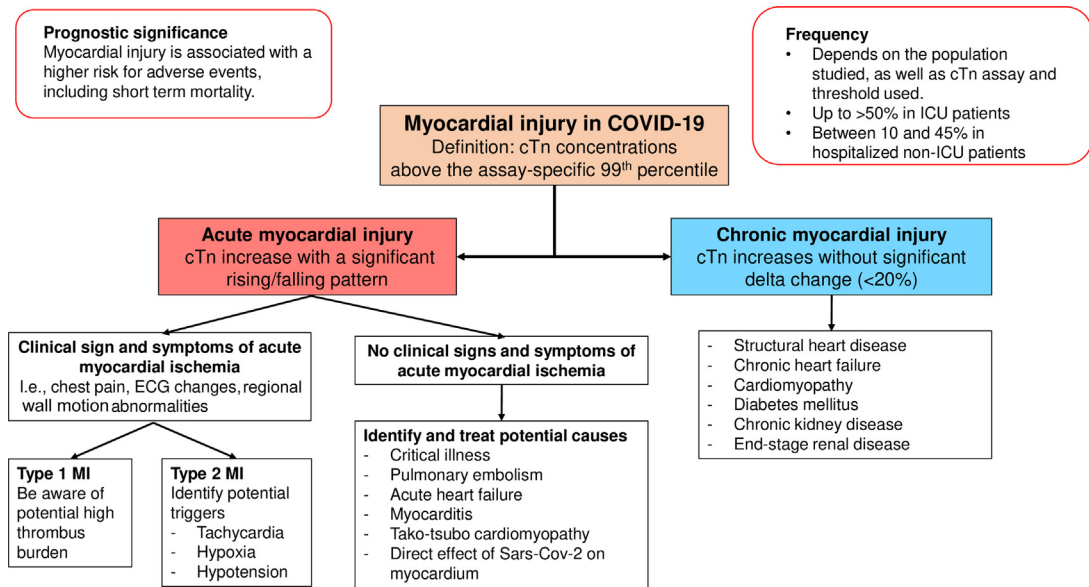 Prognostic significance
Myocardial injury is associated with a
higher risk for adverse events,
including short term mortality.
Frequency
• Depends on the population
studied, as well as cTn assay and
threshold used.
• Up to >50% in ICU patients
• Between 10 and 45% in
hospitalized non-ICU patients
Myocardial injury in COVID-19
Definition: cTn concentrations
above the assay-specific 99th percentile
Acute myocardial injury
cTn increase with a significant
rising/falling pattern
Chronic myocardial injury
cTn increases without significant
delta change (<20%)
Clinical sign and symptoms of acute
myocardial ischemia
I.e., chest pain, ECG changes, regional
wall motion abnormalities
No clinical signs and symptoms of
acute myocardial ischemia
- Structural heart disease
- Chronic heart failure
- Cardiomyopathy
- Diabetes mellitus
- Chronic kidney disease
- End-stage renal disease
Type 1 MI
Be aware of
potential high
thrombus
burden
Type 2 MI
Identify potential
triggers
- Tachycardia
- Hypoxia
- Hypotension
Identify and treat potential causes
- Critical illness
- Pulmonary embolism
- Acute heart failure
- Myocarditis
- Tako-tsubo cardiomyopathy
- Direct effect of Sars-Cov-2 on
myocardium